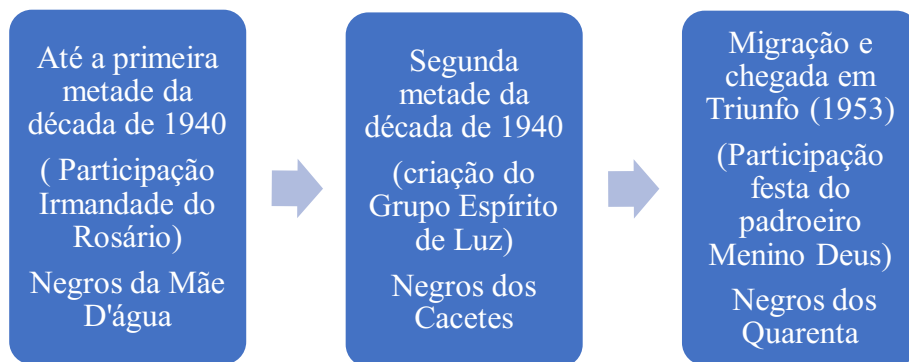 Até a primeira
metade da
década de 1940
( Participação
Irmandade do
Rosário)
Negros da Mãe
D'água
Segunda
metade da
década de 1940
(criação do
Grupo Espírito
de Luz)
Negros dos
Cacetes
Migração e
chegada em
Triunfo (1953)
(Participação
festa do
padroeiro
Menino Deus)
Negros dos
Quarenta